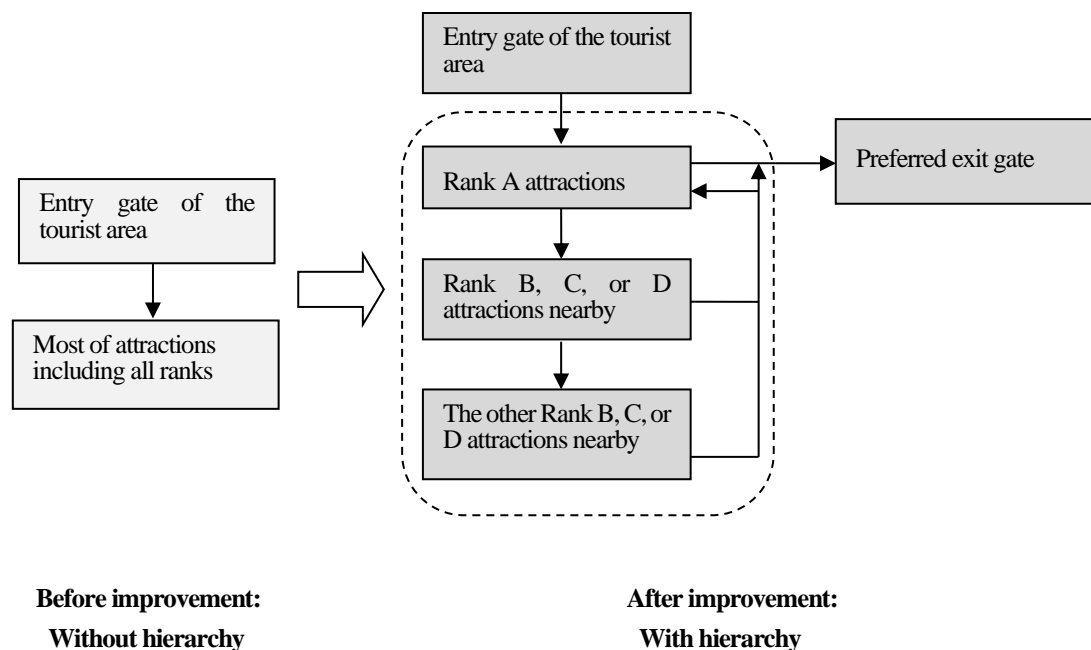 Entry gate of the tourist
area
Rank A attractions
Preferred exit gate
Entry gate of the
tourist area
Rank B, C, or D
attractions nearby
Most of attractions
including all ranks
The other Rank B, C, or
D attractions nearby
Before improvement:
Without hierarchy
After improvement:
With hierarchy